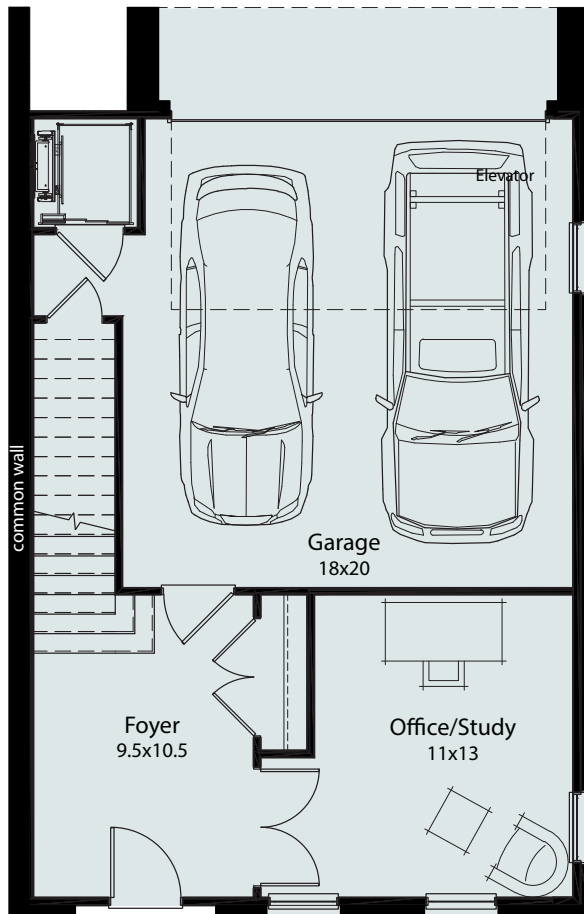 Elevator
common wall
Garage
18x20
Foyer
9.5x10.5
Office/Study
11x13